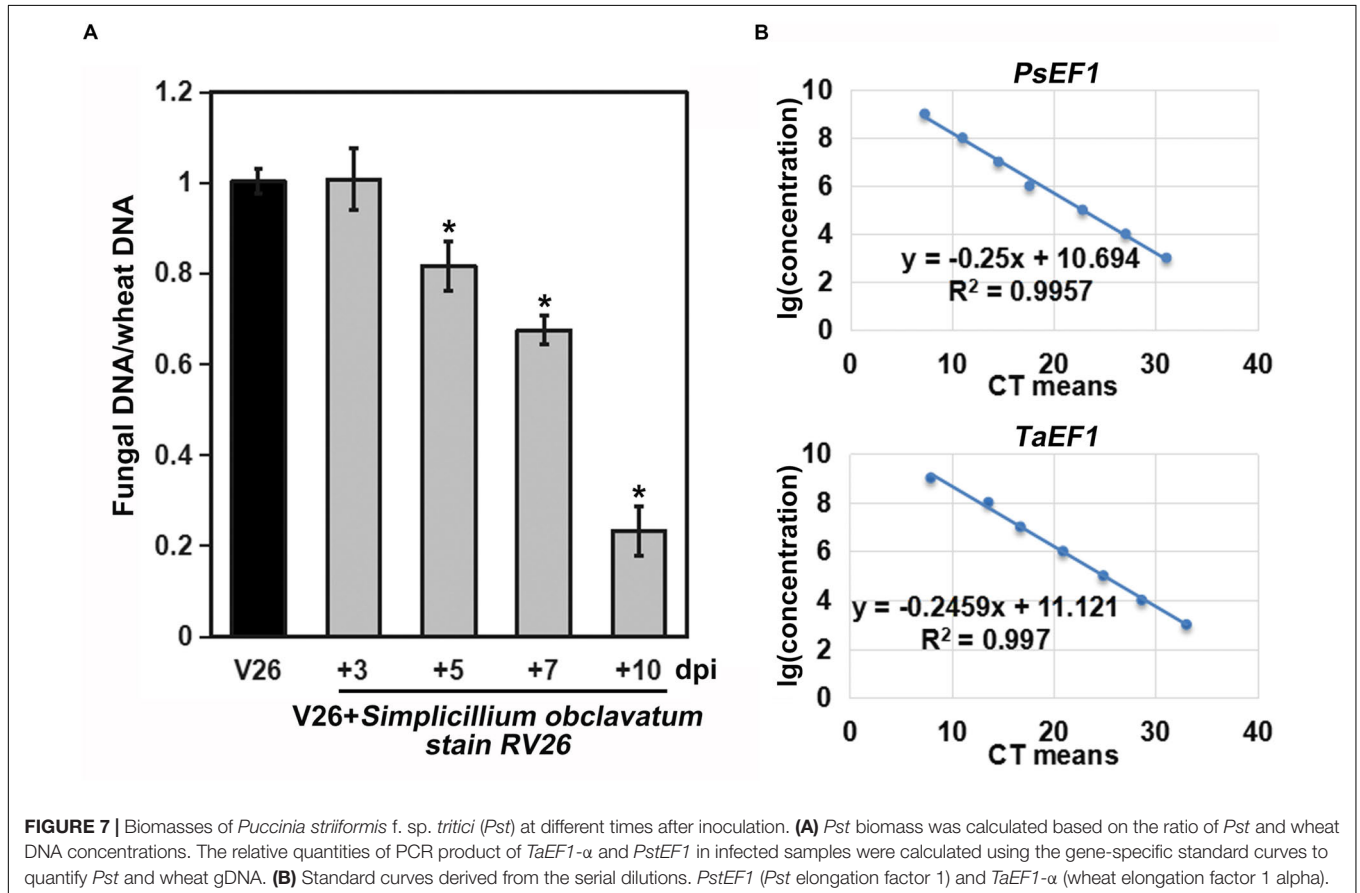 A
1.2
1
0.8
0.6
0.4
0.2
0
Fungal DNA/wheat DNA
*
*
*
*
V26 +3 +5 +7 +10 dpi
V26+Simplicillium obclavatum
stain RV26
B
PsEF1
10
8
6
4
2
0
lg(concentration)
y = -0.25x + 10.694
R² = 0.9957
0 10 20 30 40
CT means
TaEF1
10
8
6
4
2
0
lg(concentration)
y = -0.2459x + 11.121
R² = 0.997
0 10 20 30 40
CT means
FIGURE 7 | Biomasses of Puccinia striiformis f. sp. tritici (Pst) at different times after inoculation. (A) Pst biomass was calculated based on the ratio of Pst and wheat
DNA concentrations. The relative quantities of PCR product of TaEF1-α and PstEF1 in infected samples were calculated using the gene-specific standard curves to
quantify Pst and wheat gDNA. (B) Standard curves derived from the serial dilutions. PstEF1 (Pst elongation factor 1) and TaEF1-α (wheat elongation factor 1 alpha).